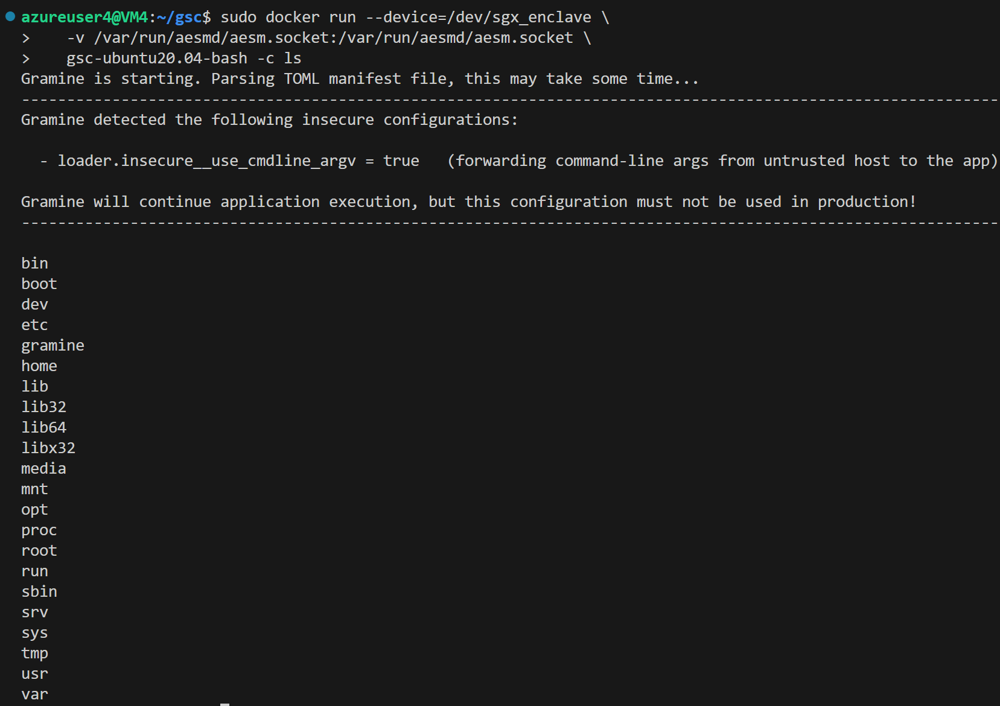 azureuser4@VM4:~/gsc$ sudo docker run --device=/dev/sgx_enclave \
>    -v /var/run/aesmd/aesm.socket:/var/run/aesmd/aesm.socket \
>    gsc-ubuntu20.04-bash -c ls
Gramine is starting. Parsing TOML manifest file, this may take some time...
------------------------------------------------------------------------------------------------------------
Gramine detected the following insecure configurations:
  - loader.insecure__use_cmdline_argv = true   (forwarding command-line args from untrusted host to the app)
Gramine will continue application execution, but this configuration must not be used in production!
------------------------------------------------------------------------------------------------------------
bin
boot
dev
etc
gramine
home
lib
lib32
lib64
libx32
media
mnt
opt
proc
root
run
sbin
srv
sys
tmp
usr
var